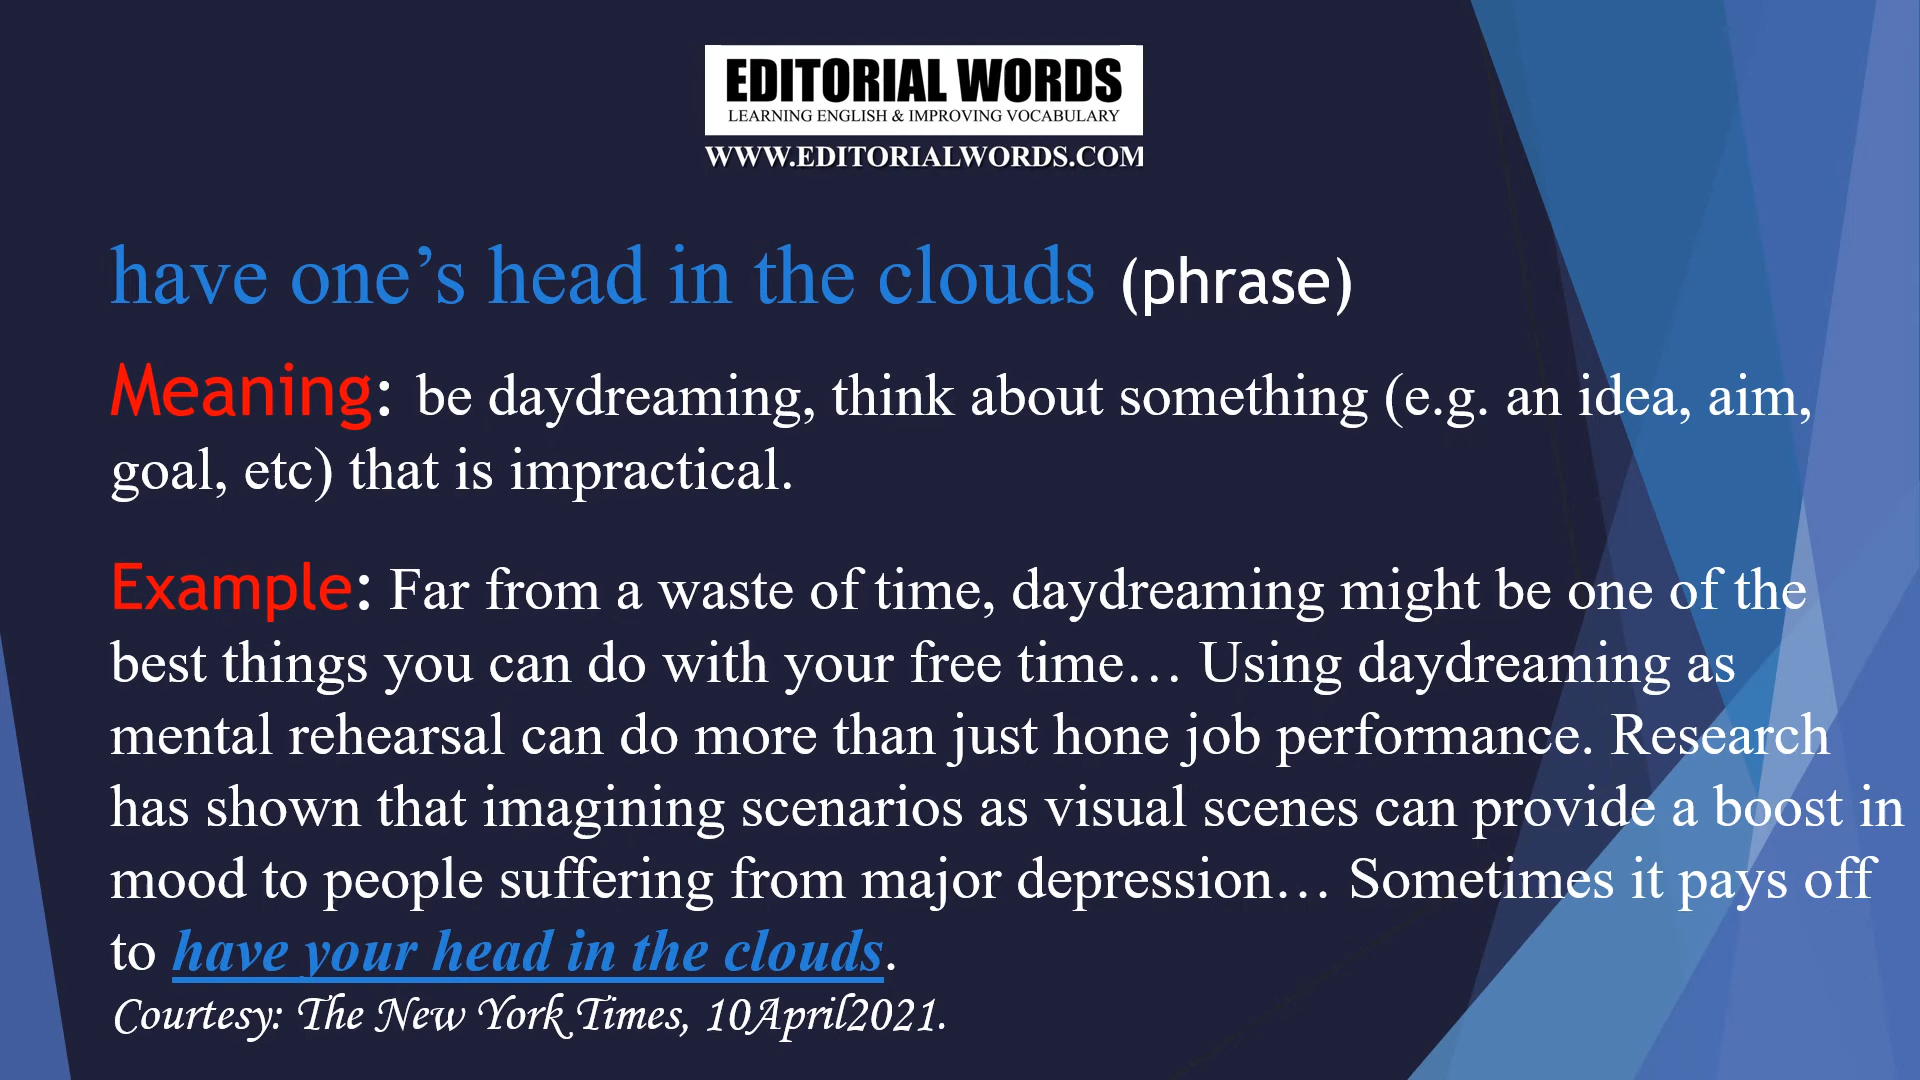 EDITORIAL WORDS
LEARNING ENGLISH & IMPROVING VOCABULARY
WWW.EDITORIALWORDS.COM
have one’s head in the clouds (phrase)
Meaning: be daydreaming, think about something (e.g. an idea, aim,
goal, etc) that is impractical.
Example: Far from a waste of time, daydreaming might be one of the
best things you can do with your free time… Using daydreaming as
mental rehearsal can do more than just hone job performance. Research
has shown that imagining scenarios as visual scenes can provide a boost in
mood to people suffering from major depression… Sometimes it pays off
to have your head in the clouds.
Courtesy: The New York Times, 10April2021.